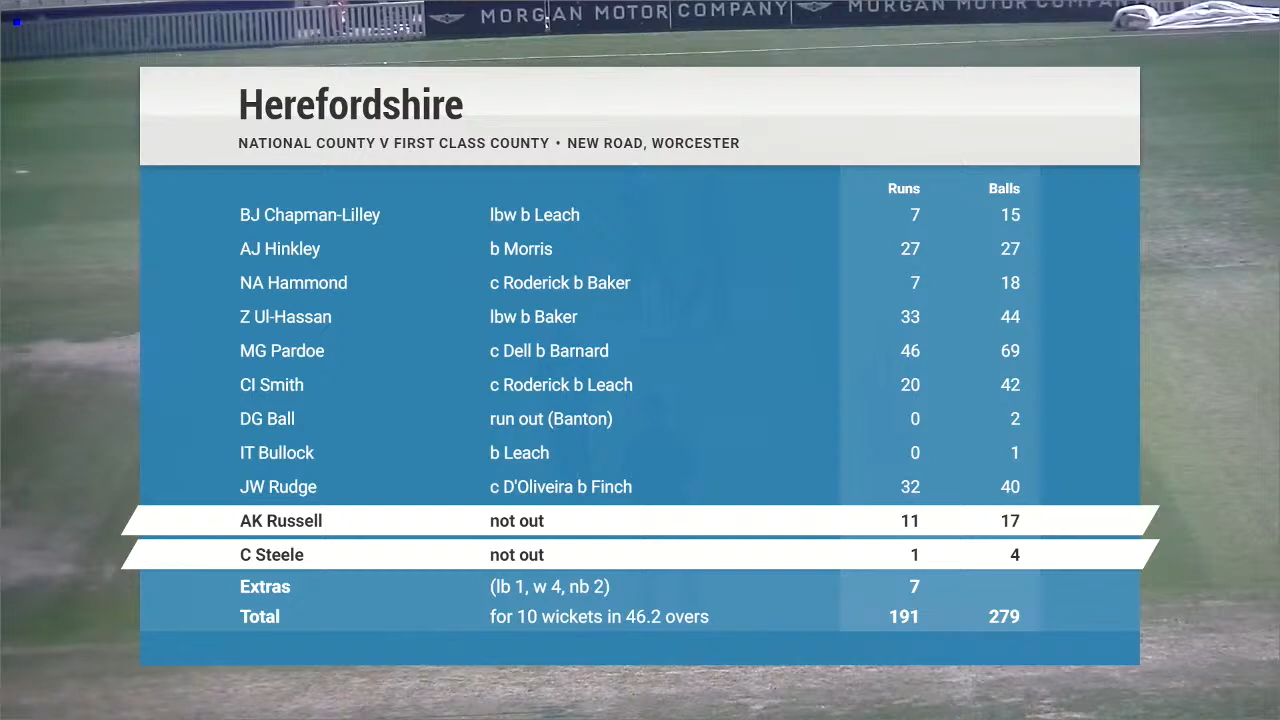 MORGAN MOTOR COMPANY MORGAN MOTOR COM
Herefordshire
NATIONAL COUNTY V FIRST CLASS COUNTY • NEW ROAD, WORCESTER
Runs Balls
BJ Chapman-Lilley lbw b Leach 7 15
AJ Hinkley b Morris 27 27
NA Hammond c Roderick b Baker 7 18
Z Ul-Hassan lbw b Baker 33 44
MG Pardoe c Dell b Barnard 46 69
CI Smith c Roderick b Leach 20 42
DG Ball run out (Banton) 0 2
IT Bullock b Leach 0 1
JW Rudge c D'Oliveira b Finch 32 40
AK Russell not out 11 17
C Steele not out 1 4
Extras (lb 1, w 4, nb 2) 7
Total for 10 wickets in 46.2 overs 191 279